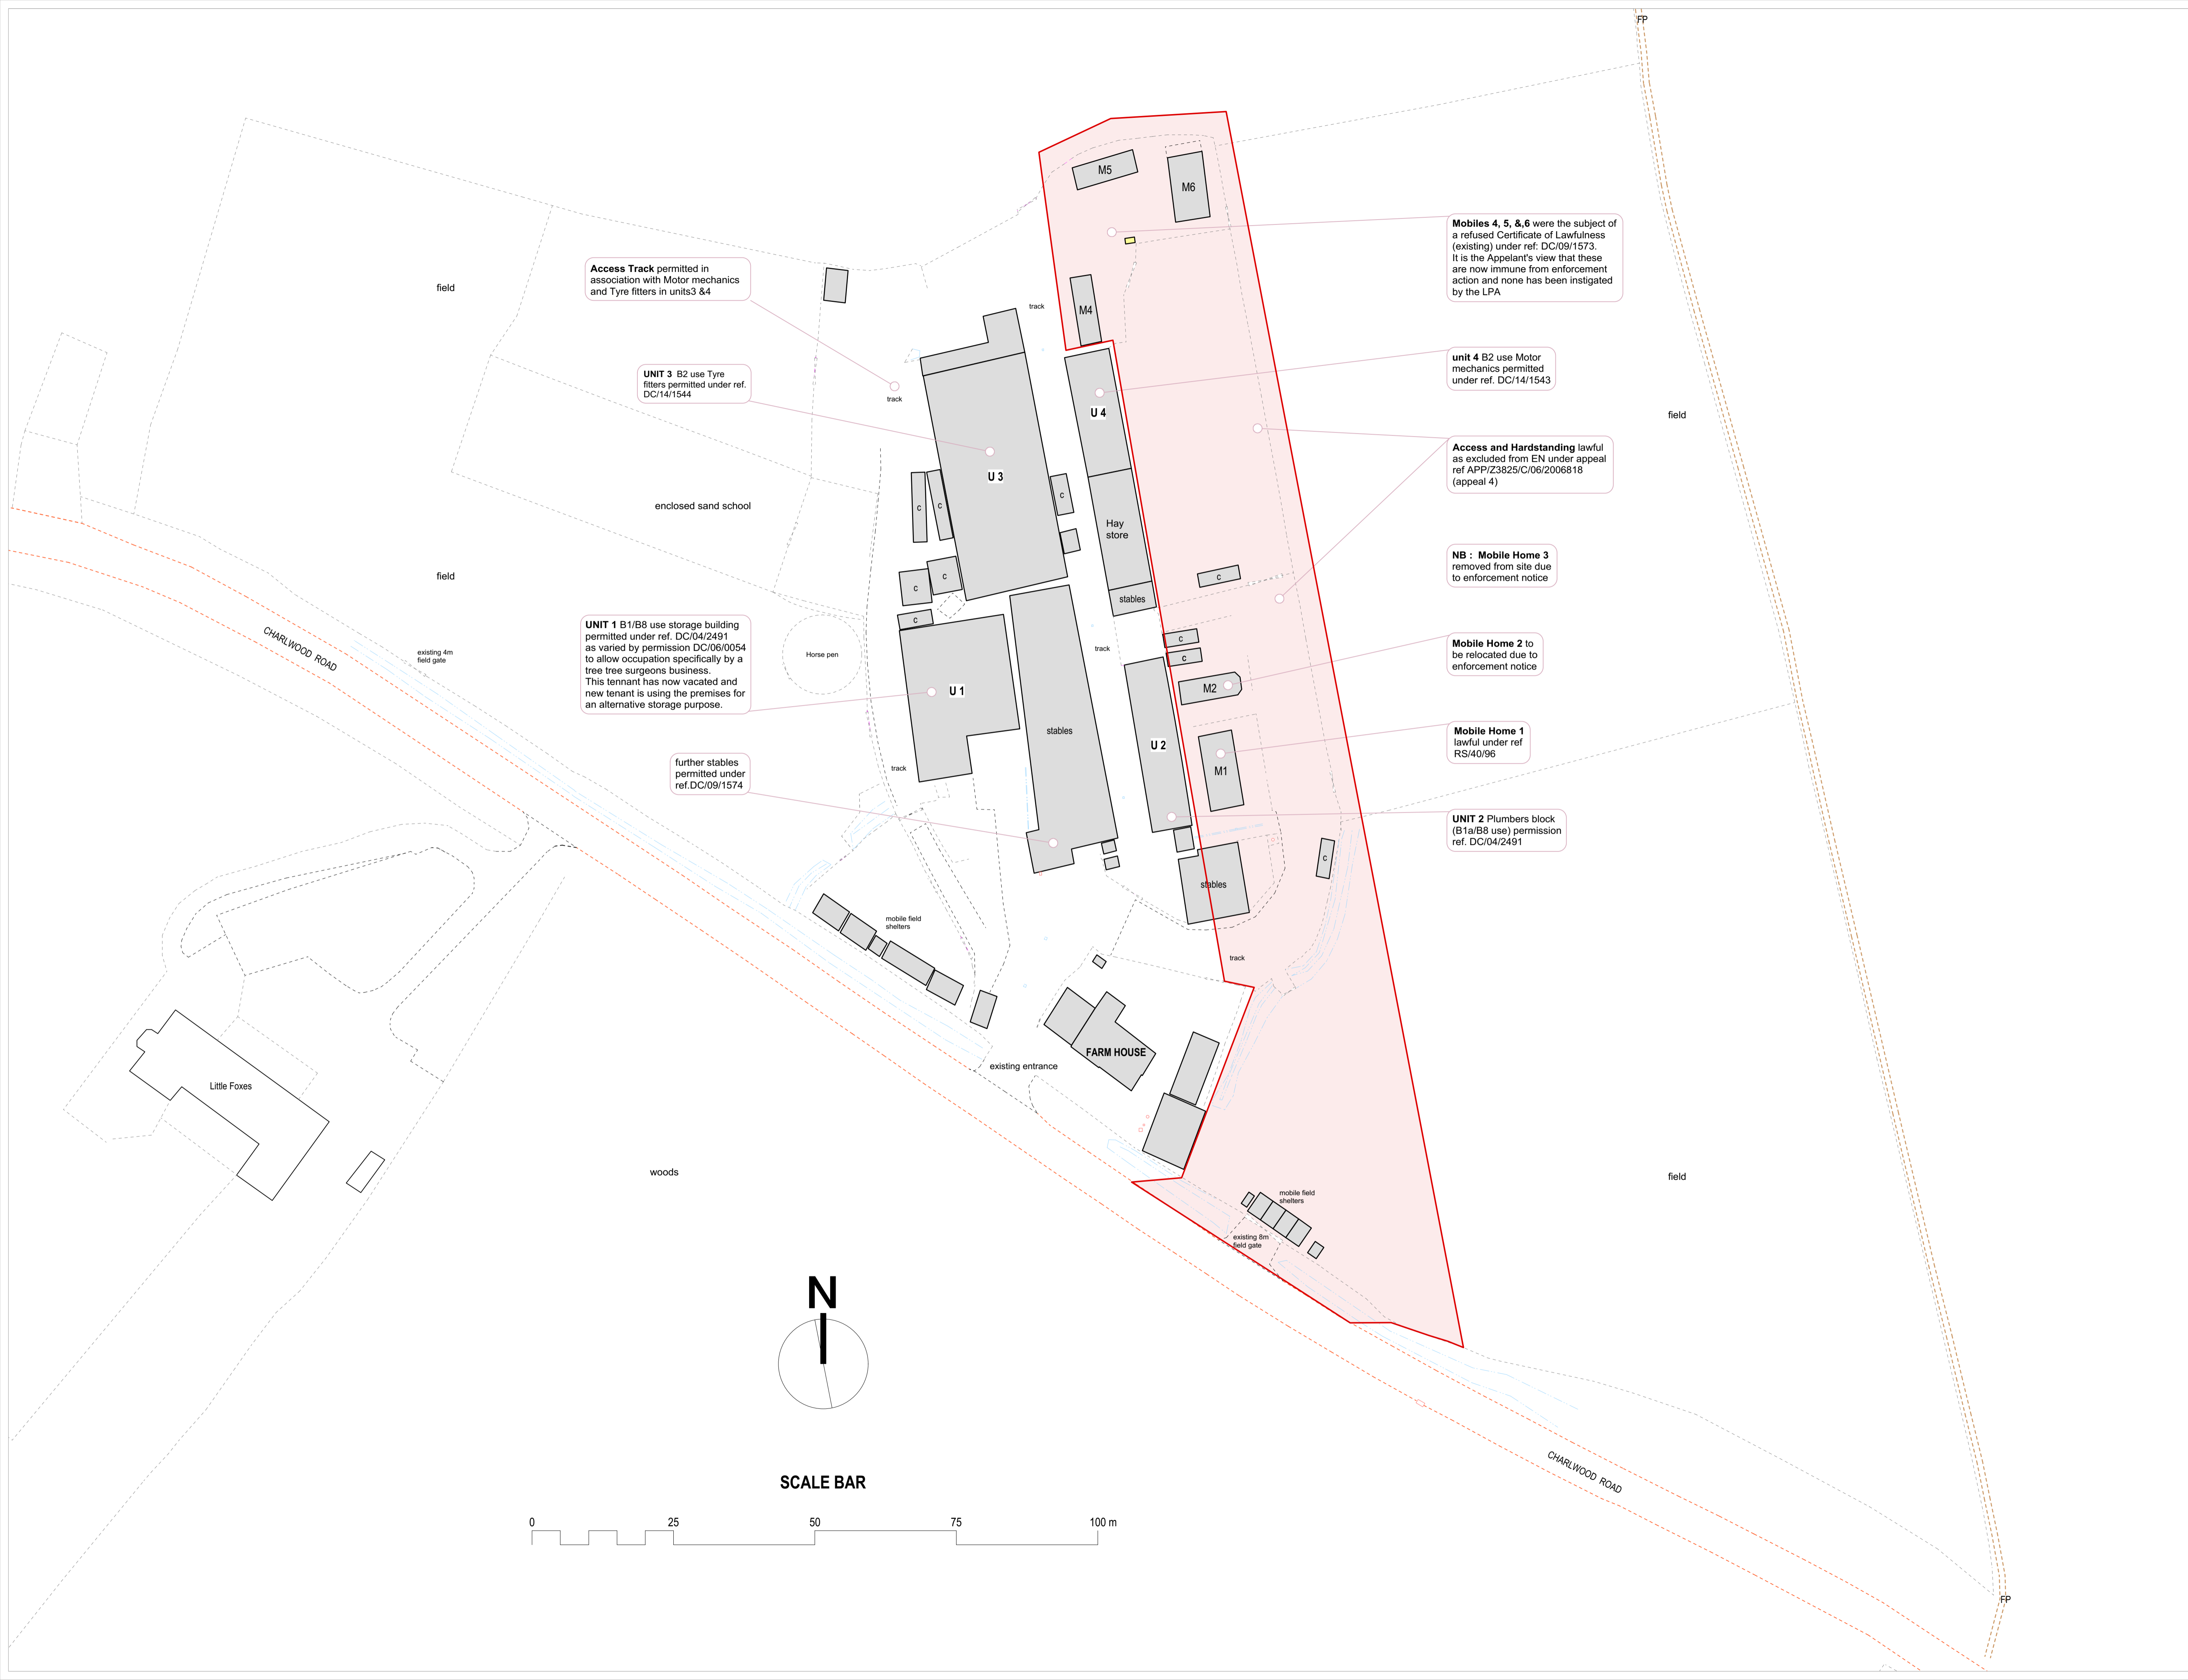 FP
M5
M6
Mobiles 4, 5, &,6 were the subject of
a refused Certificate of Lawfulness
(existing) under ref: DC/09/1573.
It is the Appelant's view that these
are now immune from enforcement
action and none has been instigated
by the LPA
Access Track permitted in
association with Motor mechanics
and Tyre fitters in units3 &4
field
track
M4
unit 4 B2 use Motor
mechanics permitted
under ref. DC/14/1543
UNIT 3 B2 use Tyre
fitters permitted under ref.
DC/14/1544
track
U 4
field
Access and Hardstanding lawful
as excluded from EN under appeal
ref APP/Z3825/C/06/2006818
(appeal 4)
U 3
c
c
c
enclosed sand school
Hay
store
NB : Mobile Home 3
removed from site due
to enforcement notice
field
c
c
c
stables
c
UNIT 1 B1/B8 use storage building
permitted under ref. DC/04/2491
as varied by permission DC/06/0054
to allow occupation specifically by a
tree tree surgeons business.
This tennant has now vacated and
new tenant is using the premises for
an alternative storage purpose.
CHARLWOOD ROAD
existing 4m
field gate
Horse pen
track
c
c
Mobile Home 2 to
be relocated due to
enforcement notice
U 1
M2
stables
U 2
Mobile Home 1
lawful under ref
RS/40/96
further stables
permitted under
ref.DC/09/1574
track
M1
UNIT 2 Plumbers block
(B1a/B8 use) permission
ref. DC/04/2491
c
stables
mobile field
shelters
track
FARM HOUSE
existing entrance
Little Foxes
woods
field
mobile field
shelters
existing 8m
field gate
N
CHARLWOOD ROAD
SCALE BAR
0 25 50 75 100 m
FP